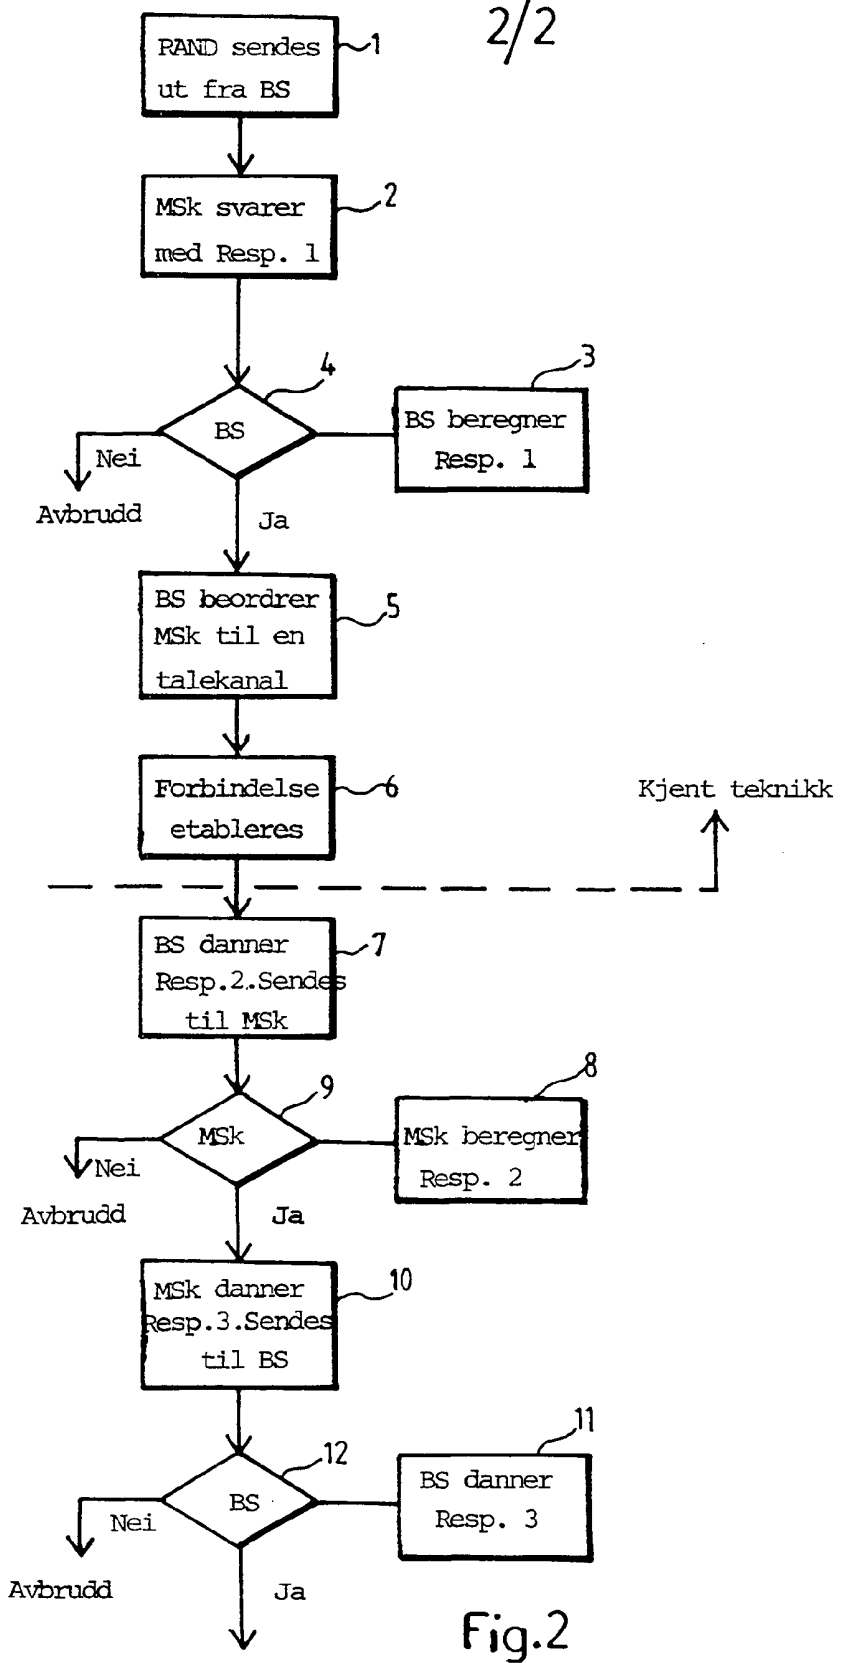 2/2
RAND sendes
ut fra BS
1
MSk svarer
med Resp. 1
2
4
BS
3
BS beregner
Resp. 1
Nei
Avbrudd
Ja
BS beordrer
MSk til en
talekanal
5
Forbindelse
etableres
6
Kjent teknikk
BS danner
Resp.2.Sendes
til MSk
7
9
MSk
8
MSk beregner
Resp. 2
Nei
Avbrudd
Ja
MSk danner
Resp.3.Sendes
til BS
10
12
BS
11
BS danner
Resp. 3
Nei
Avbrudd
Ja
Fig.2